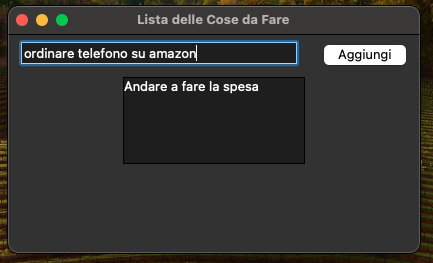 Lista delle Cose da Fare
ordinare telefono su amazon
Aggiungi
Andare a fare la spesa